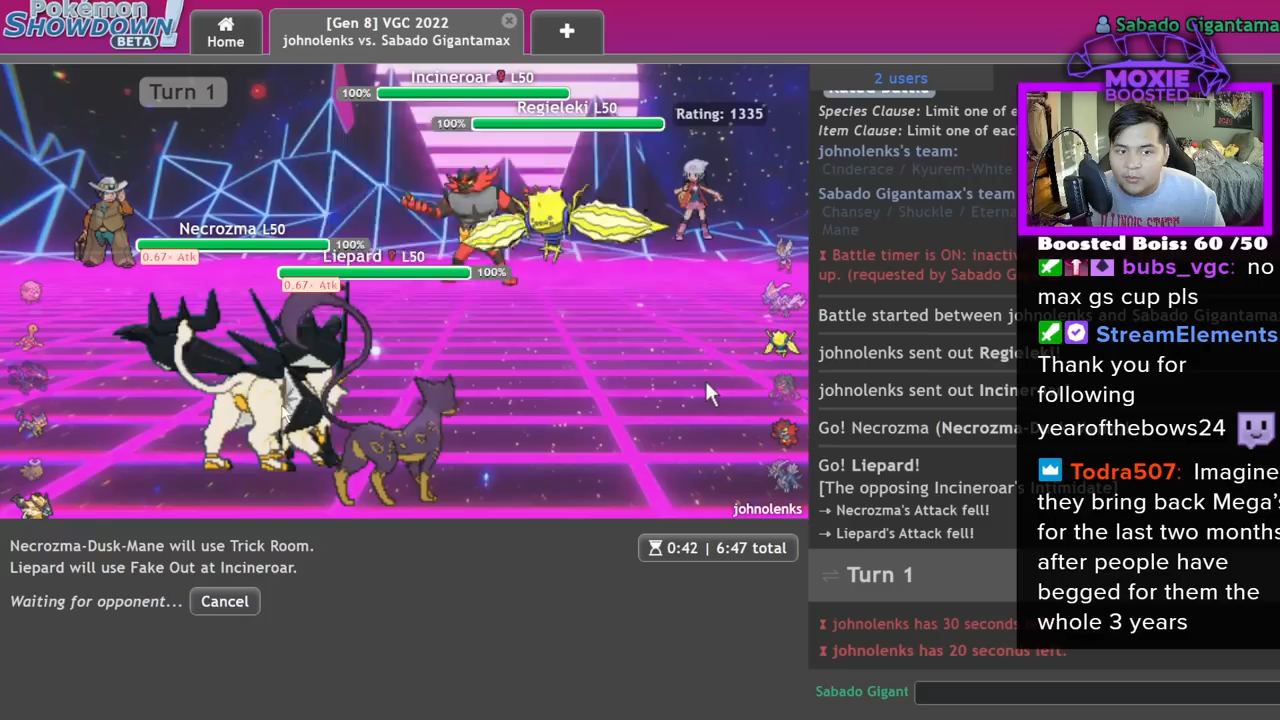 Pokémon
SHOWDOWN!
BETA
Home
[Gen 8] VGC 2022
johnolenks vs. Sabado Gigantamax
Sabado Gigantama
MOXIE
BOOSTED
Turn 1
Incineroar L50
100%
Regieleki L50
100%
Rating: 1335
Necrozma L50
100%
0.67× Atk
Liepard L50
100%
0.67× Atk
johnolenks
2 users
Species Clause: Limit one of e
Item Clause: Limit one of eac
johnolenks's team:
Cinderace / Kyurem-White
Sabado Gigantamax's team
Chansey / Shuckle / Eterna
Mane
Battle timer is ON: inactiv
up. (requested by Sabado G
Battle started between johnolenks and Sabado Gigantama
johnolenks sent out Regieleki!
johnolenks sent out Incine
Go! Necrozma (Necrozma-D
Go! Liepard!
[The opposing Incineroar's Intimidate]
→ Necrozma's Attack fell!
→ Liepard's Attack fell!
Turn 1
johnolenks has 30 seconds
johnolenks has 20 seconds left.
Sabado Gigant
ILLINOIS STATE
Boosted Bois: 60 /50
bubs_vgc: no
max gs cup pls
StreamElements
Thank you for
following
yearofthebows24
Todra507: Imagine
they bring back Mega's
for the last two months
after people have
begged for them the
whole 3 years
Necrozma-Dusk-Mane will use Trick Room.
Liepard will use Fake Out at Incineroar.
Waiting for opponent... Cancel
0:42 | 6:47 total